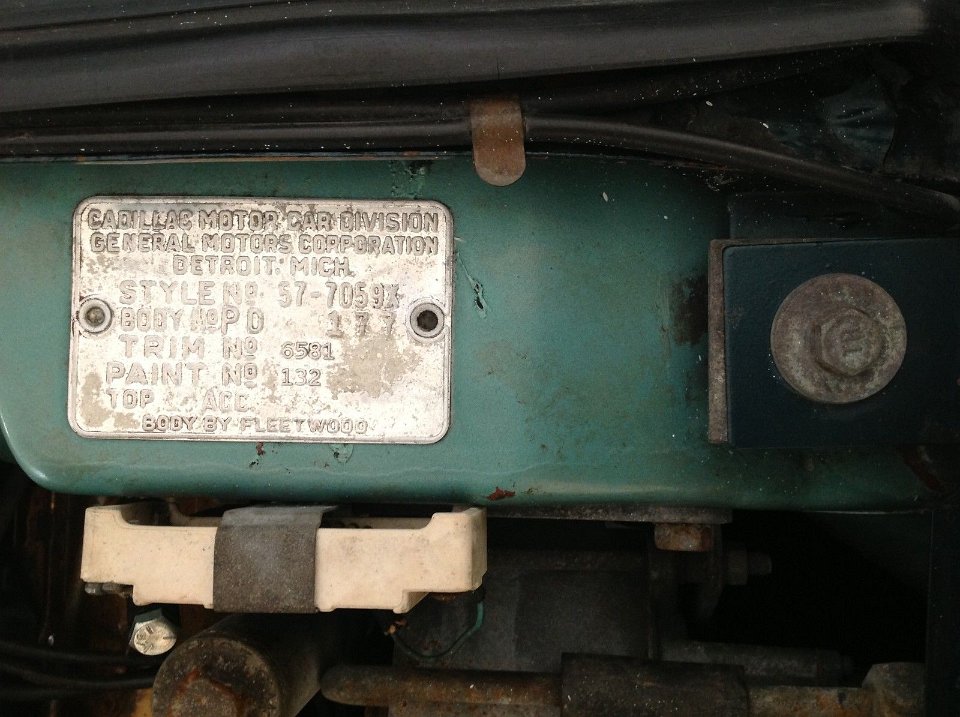 CADILLAC MOTOR CAR DIVISION
GENERAL MOTORS CORPORATION
DETROIT, MICH.
STYLE Nº 57-7059X
BODY Nº PD 177
TRIM Nº 6581
PAINT Nº 132
TOP ACC.
BODY BY FLEETWOOD